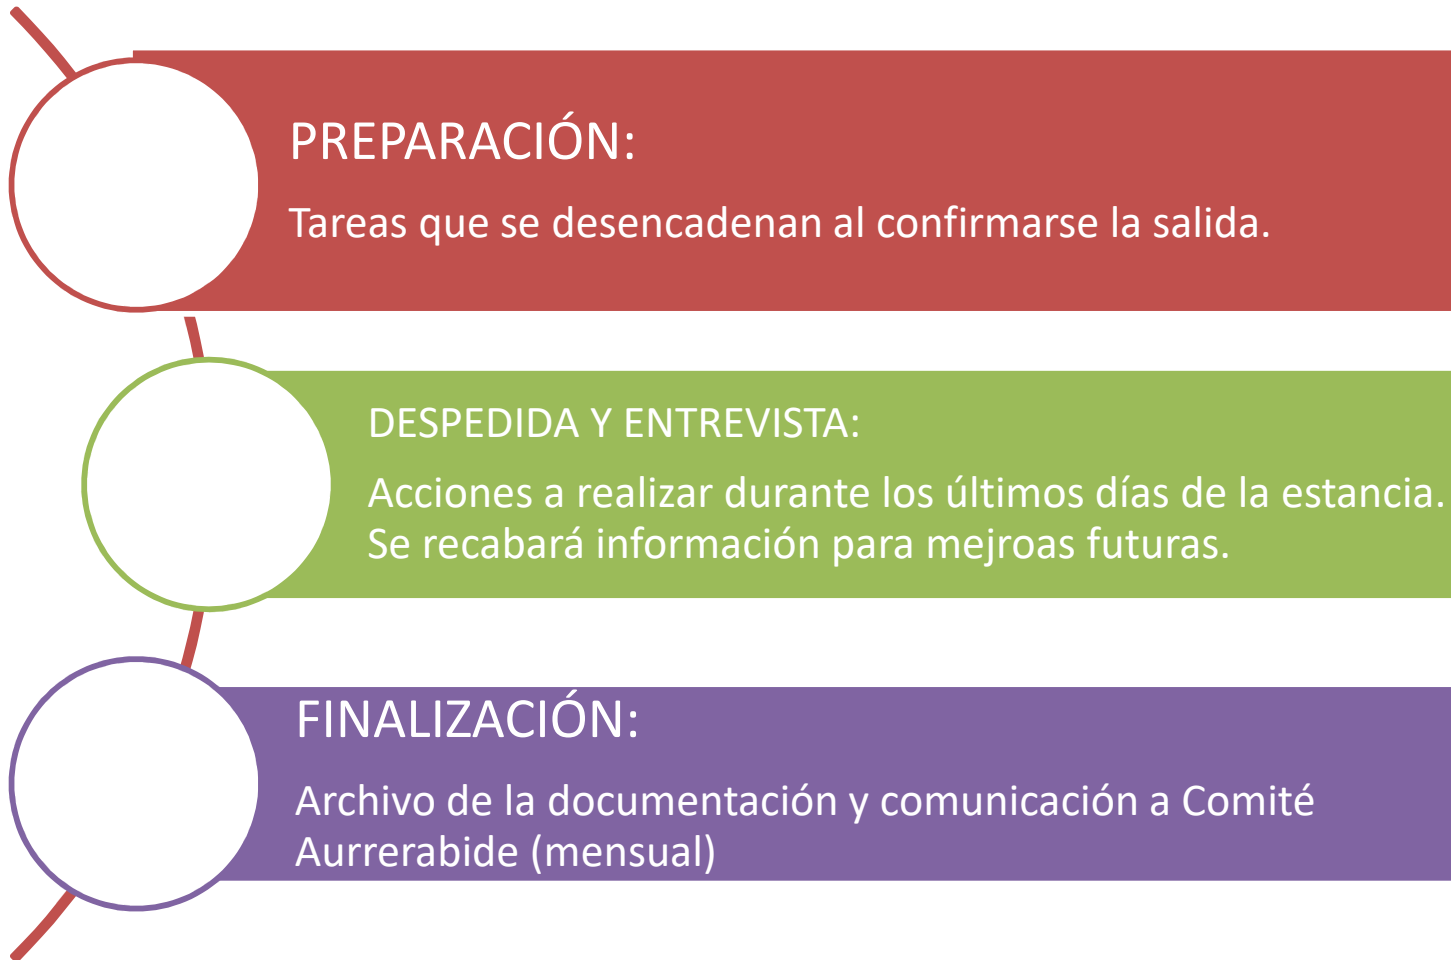 PREPARACIÓN:
Tareas que se desencadenan al confirmarse la salida.
DESPEDIDA Y ENTREVISTA:
Acciones a realizar durante los últimos días de la estancia.
Se recabará información para mejroas futuras.
FINALIZACIÓN:
Archivo de la documentación y comunicación a Comité
Aurrerabide (mensual)